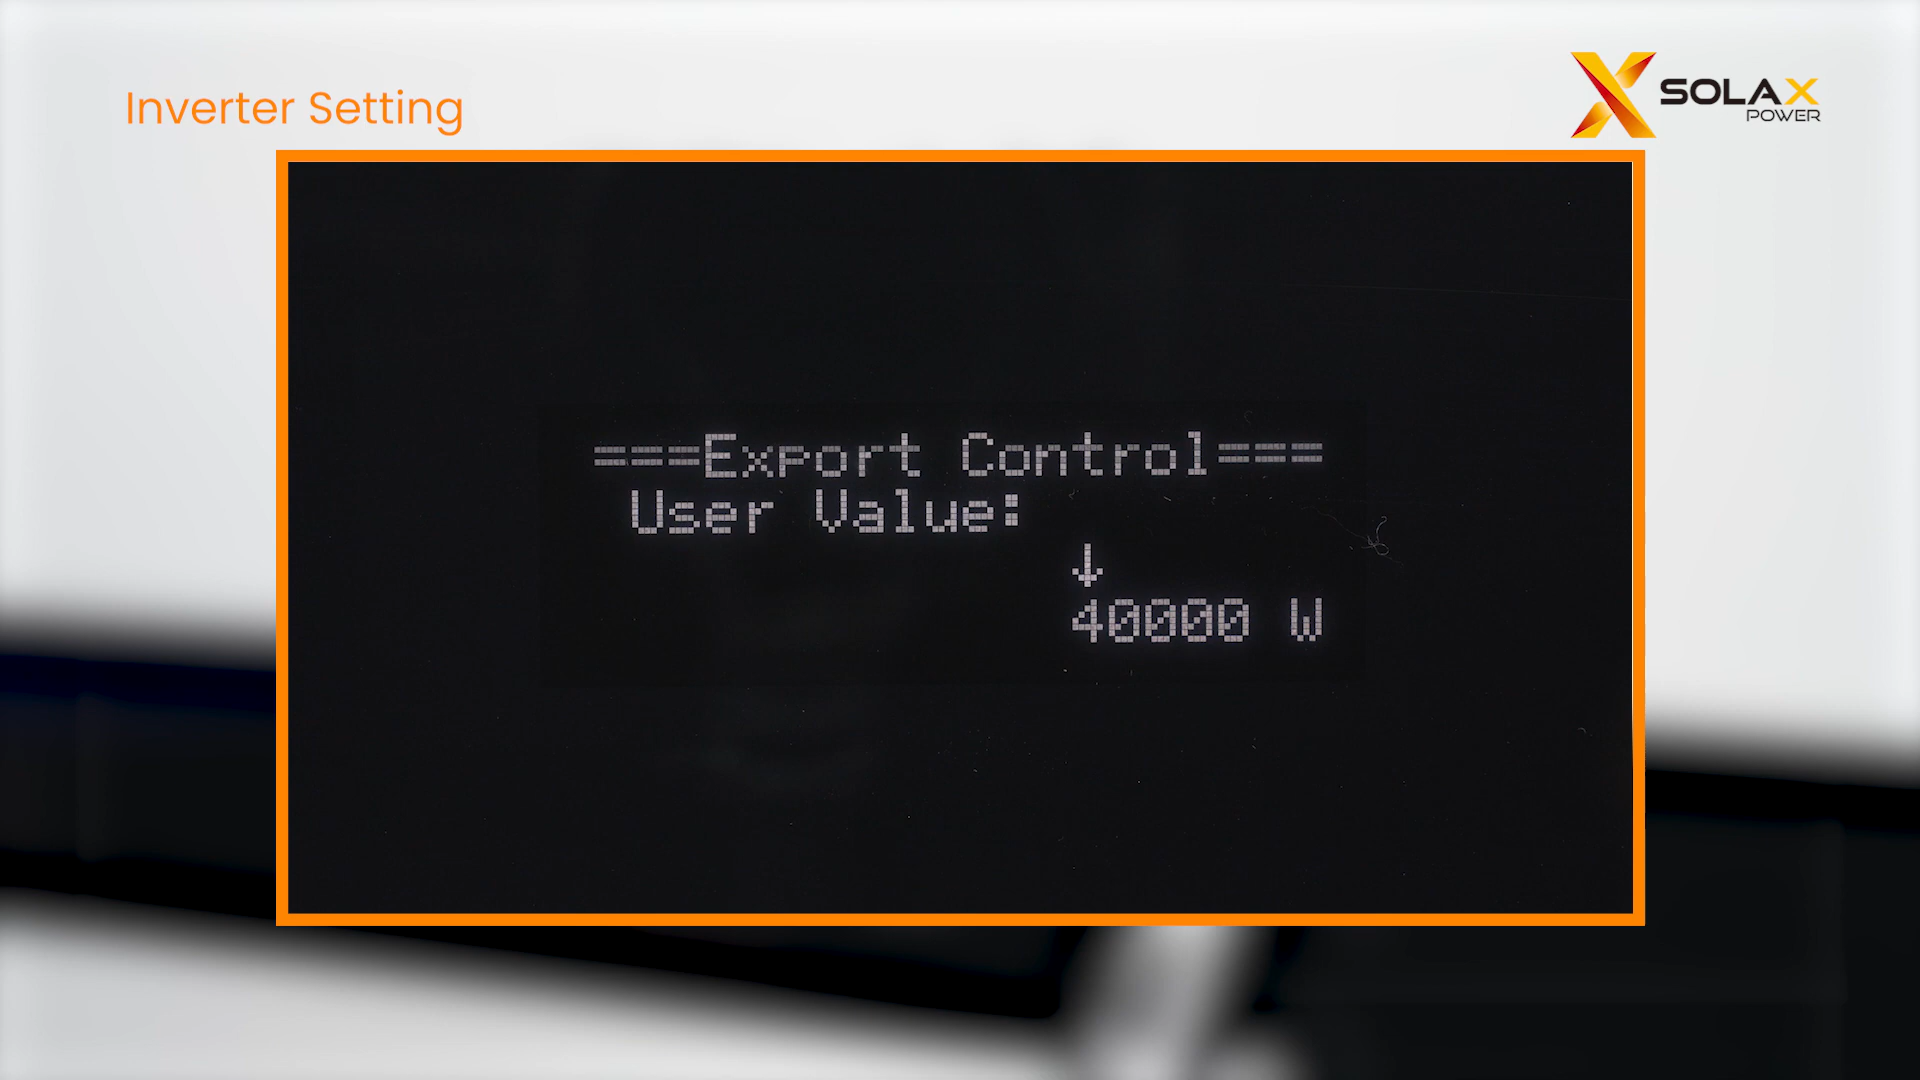 Inverter Setting
SOLAX
POWER
===Export Control===
User Value:
↓
40000 W